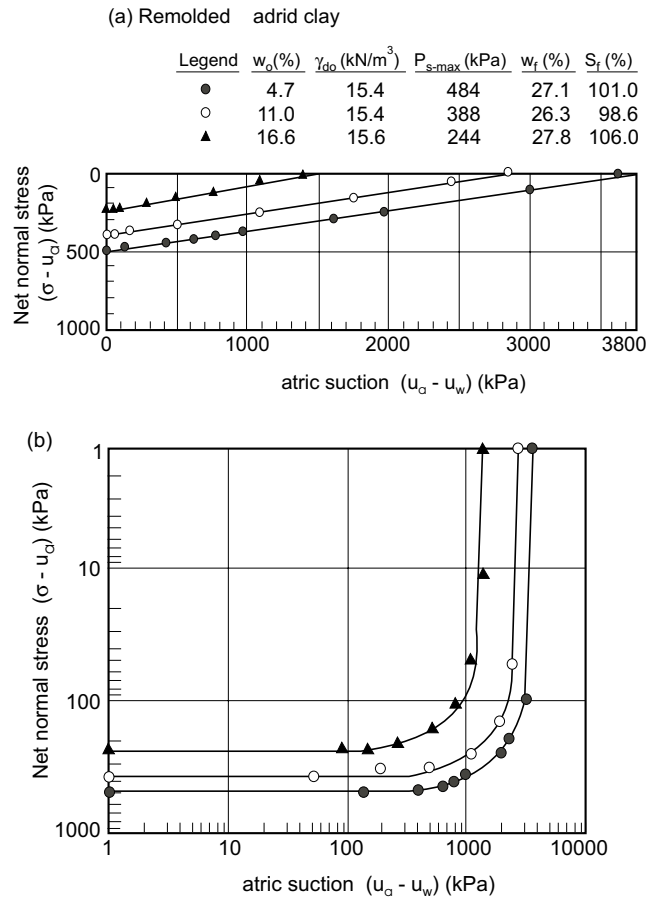 (a) Remolded adrid clay
Legend w₀(%) γdo (kN/m³) Ps-max (kPa) wf (%) Sf (%)
4.7 15.4 484 27.1 101.0
11.0 15.4 388 26.3 98.6
16.6 15.6 244 27.8 106.0
Net normal stress (σ - ua) (kPa)
0
500
1000
0 1000 2000 3000 3800
atric suction (ua - uw) (kPa)
(b)
Net normal stress (σ - ua) (kPa)
1
10
100
1000
1 10 100 1000 10000
atric suction (ua - uw) (kPa)